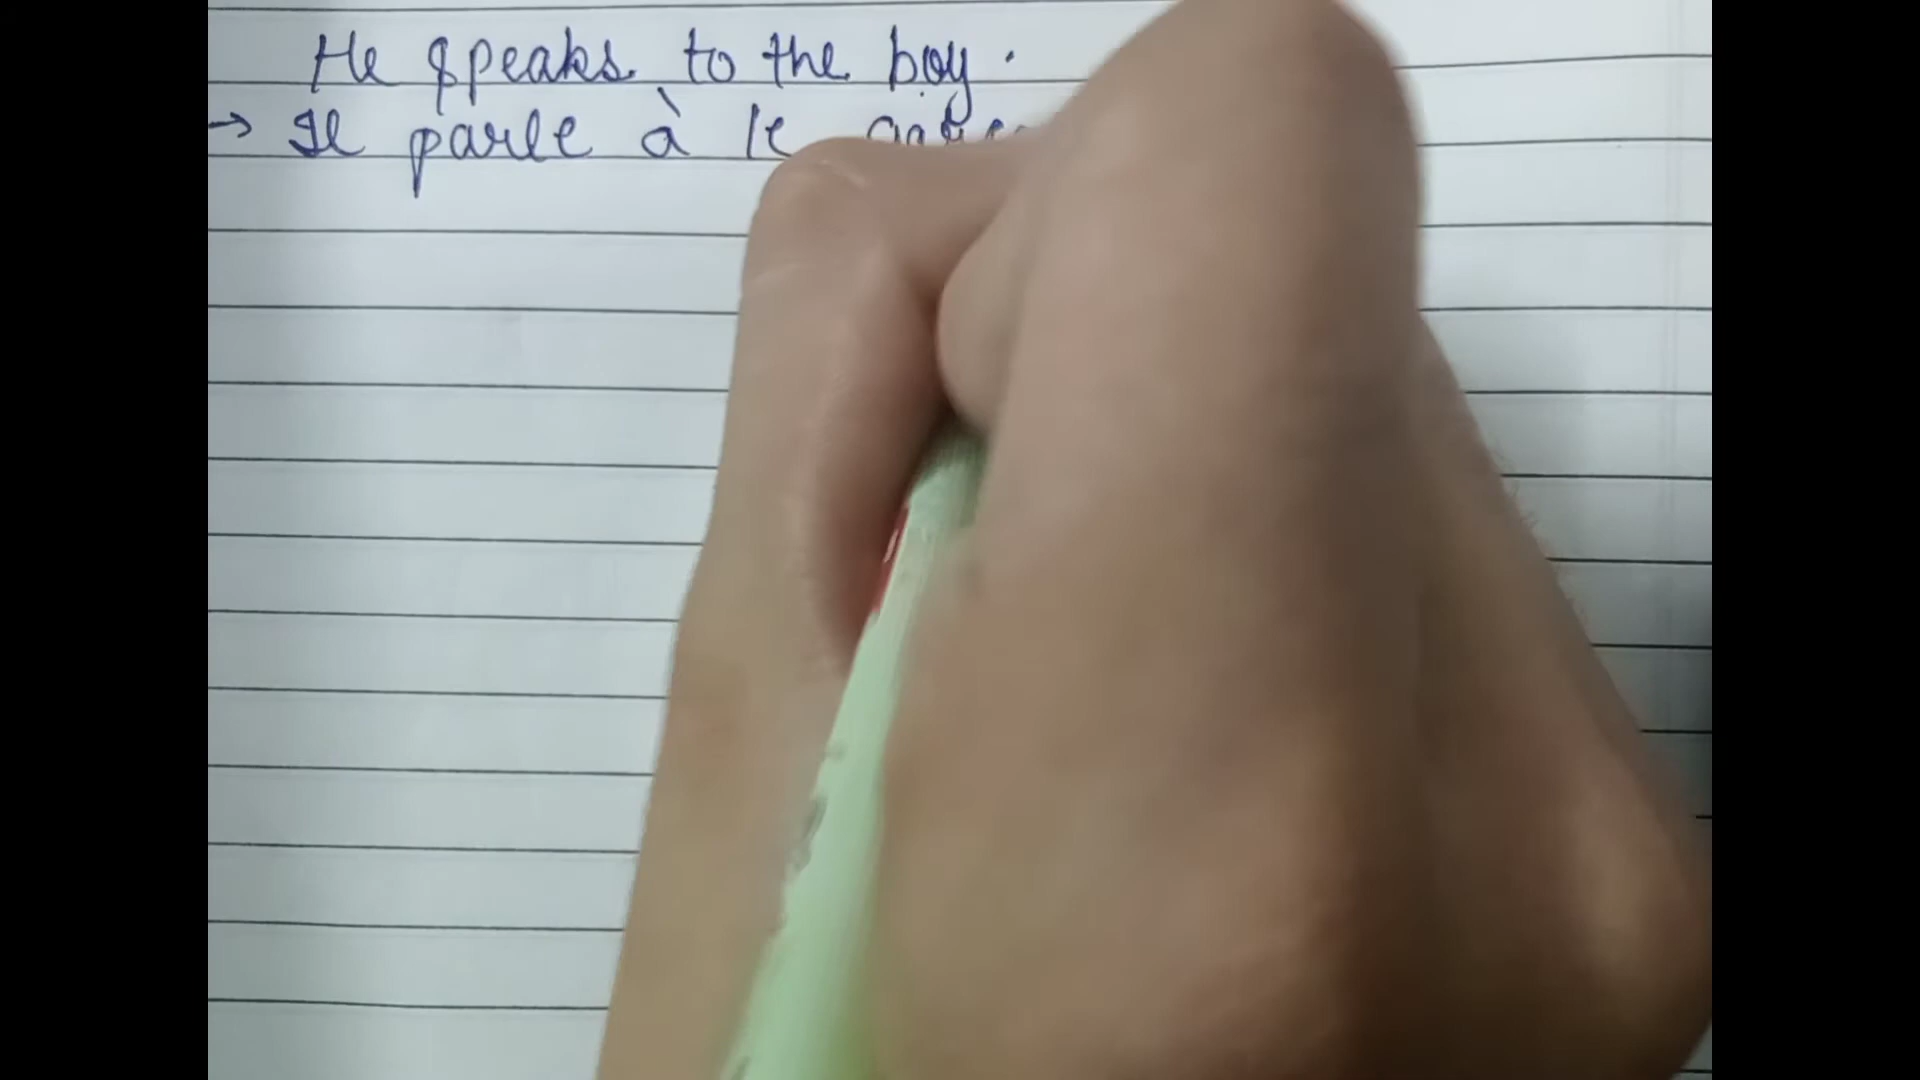 He speaks to the boy.
→ Il parle à le